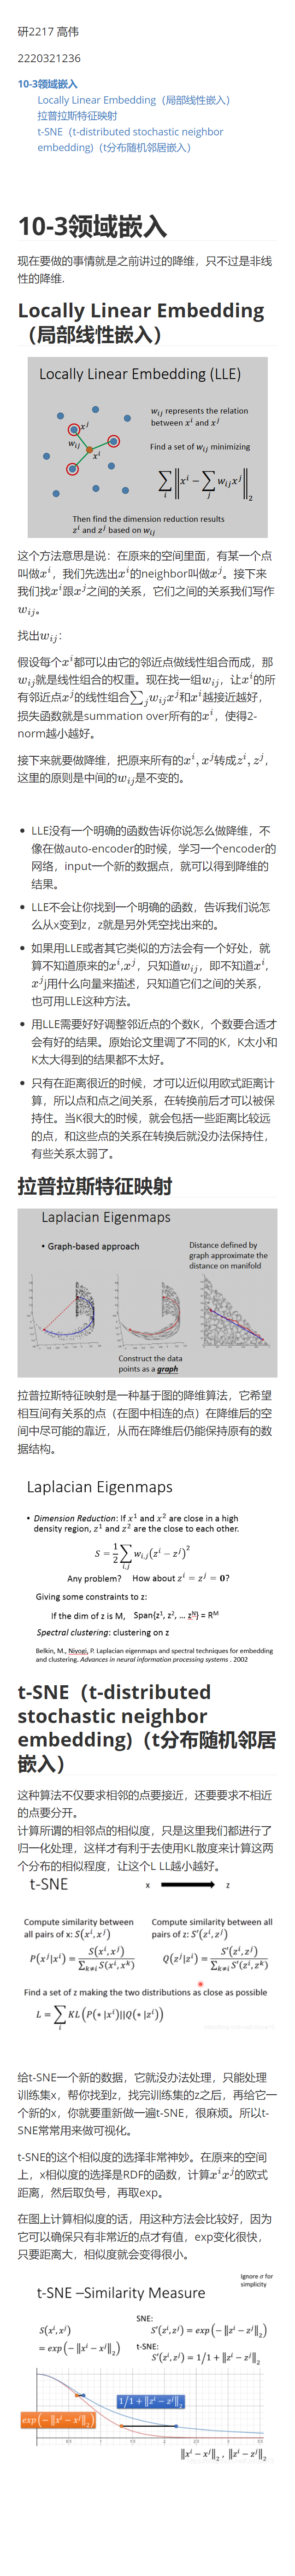 研2217 高伟
2220321236
10-3领域嵌入
Locally Linear Embedding（局部线性嵌入）
拉普拉斯特征映射
t-SNE（t-distributed stochastic neighbor
embedding)（t分布随机邻居嵌入）
10-3领域嵌入
现在要做的事情就是之前讲过的降维，只不过是非线
性的降维.
Locally Linear Embedding
（局部线性嵌入）
Locally Linear Embedding (LLE)
w_{ij} represents the relation
between x^i and x^j
x^j
w_{ij}
x^i
Find a set of w_{ij} minimizing
∑_i ‖x^i − ∑_j w_{ij}x^j‖_2
Then find the dimension reduction results
z^i and z^j based on w_{ij}
这个方法意思是说：在原来的空间里面，有某一个点
叫做x^i，我们先选出x^i的neighbor叫做x^j。接下来
我们找x^i跟x^j之间的关系，它们之间的关系我们写作
w_{ij}。
找出w_{ij}：
假设每个x^i都可以由它的邻近点做线性组合而成，那
w_{ij}就是线性组合的权重。现在找一组w_{ij}，让x^i的所
有邻近点x^j的线性组合∑_j w_{ij}x^j和x^i越接近越好，
损失函数就是summation over所有的x^i，使得2-
norm越小越好。
接下来就要做降维，把原来所有的x^i, x^j转成z^i, z^j，
这里的原则是中间的w_{ij}是不变的。
• LLE没有一个明确的函数告诉你说怎么做降维，不
像在做auto-encoder的时候，学习一个encoder的
网络，input一个新的数据点，就可以得到降维的
结果。
• LLE不会让你找到一个明确的函数，告诉我们说怎
么从x变到z，z就是另外凭空找出来的。
• 如果用LLE或者其它类似的方法会有一个好处，就
算不知道原来的x^i,x^j，只知道w_{ij}，即不知道x^i,
x^j用什么向量来描述，只知道它们之间的关系，
也可用LLE这种方法。
• 用LLE需要好好调整邻近点的个数K，个数要合适才
会有好的结果。原始论文里调了不同的K，K太小和
K太大得到的结果都不太好。
• 只有在距离很近的时候，才可以近似用欧式距离计
算，所以点和点之间关系，在转换前后才可以被保
持住。当K很大的时候，就会包括一些距离比较远
的点，和这些点的关系在转换后就没办法保持住，
有些关系太弱了。
拉普拉斯特征映射
Laplacian Eigenmaps
• Graph-based approach
Distance defined by
graph approximate the
distance on manifold
Construct the data
points as a graph
拉普拉斯特征映射是一种基于图的降维算法，它希望
相互间有关系的点（在图中相连的点）在降维后的空
间中尽可能的靠近，从而在降维后仍能保持原有的数
据结构。
Laplacian Eigenmaps
• Dimension Reduction: If x^1 and x^2 are close in a high
density region, z^1 and z^2 are the close to each other.
S = 1/2 ∑_{i,j} w_{i,j}(z^i − z^j)^2
Any problem? How about z^i = z^j = 0?
Giving some constraints to z:
If the dim of z is M, Span{z^1, z^2, … z^N} = R^M
Spectral clustering: clustering on z
Belkin, M., Niyogi, P. Laplacian eigenmaps and spectral techniques for embedding
and clustering. Advances in neural information processing systems . 2002
t-SNE（t-distributed
stochastic neighbor
embedding)（t分布随机邻居
嵌入）
这种算法不仅要求相邻的点要接近，还要要求不相近
的点要分开。
计算所谓的相邻点的相似度，只是这里我们都进行了
归一化处理，这样才有利于去使用KL散度来计算这两
个分布的相似程度，让这个L LL越小越好。
t-SNE
x
z
Compute similarity between
all pairs of x: S(x^i, x^j)
Compute similarity between all
pairs of z: S'(z^i, z^j)
P(x^j|x^i) = S(x^i, x^j) / ∑_{k≠i} S(x^i, x^k)
Q(z^j|z^i) = S'(z^i, z^j) / ∑_{k≠i} S'(z^i, z^k)
Find a set of z making the two distributions as close as possible
L = ∑_i KL(P(∗ |x^i)||Q(∗ |z^i))
给t-SNE一个新的数据，它就没办法处理，只能处理
训练集x，帮你找到z，找完训练集的z之后，再给它一
个新的x，你就要重新做一遍t-SNE，很麻烦。所以t-
SNE常常用来做可视化。
t-SNE的这个相似度的选择非常神妙。在原来的空间
上，x相似度的选择是RDF的函数，计算x^i x^j的欧式
距离，然后取负号，再取exp。
在图上计算相似度的话，用这种方法会比较好，因为
它可以确保只有非常近的点才有值，exp变化很快，
只要距离大，相似度就会变得很小。
Ignore σ for
simplicity
t-SNE –Similarity Measure
SNE:
S(x^i, x^j)
= exp(−‖x^i − x^j‖_2)
S'(z^i, z^j) = exp(−‖z^i − z^j‖_2)
t-SNE:
S'(z^i, z^j) = 1/1 + ‖z^i − z^j‖_2
1/1 + ‖z^i − z^j‖_2
exp(−‖x^i − x^j‖_2)
0.5 1 1.5 2 2.5 3 3.5
‖x^i − x^j‖_2 , ‖z^i − z^j‖_2